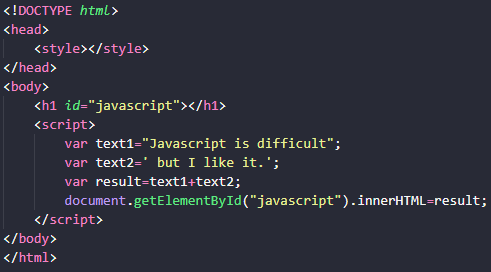 <!DOCTYPE html>
<head>
    <style></style>
</head>
<body>
    <h1 id="javascript"></h1>
    <script>
        var text1="Javascript is difficult";
        var text2=' but I like it.';
        var result=text1+text2;
        document.getElementById("javascript").innerHTML=result;
    </script>
</body>
</html>